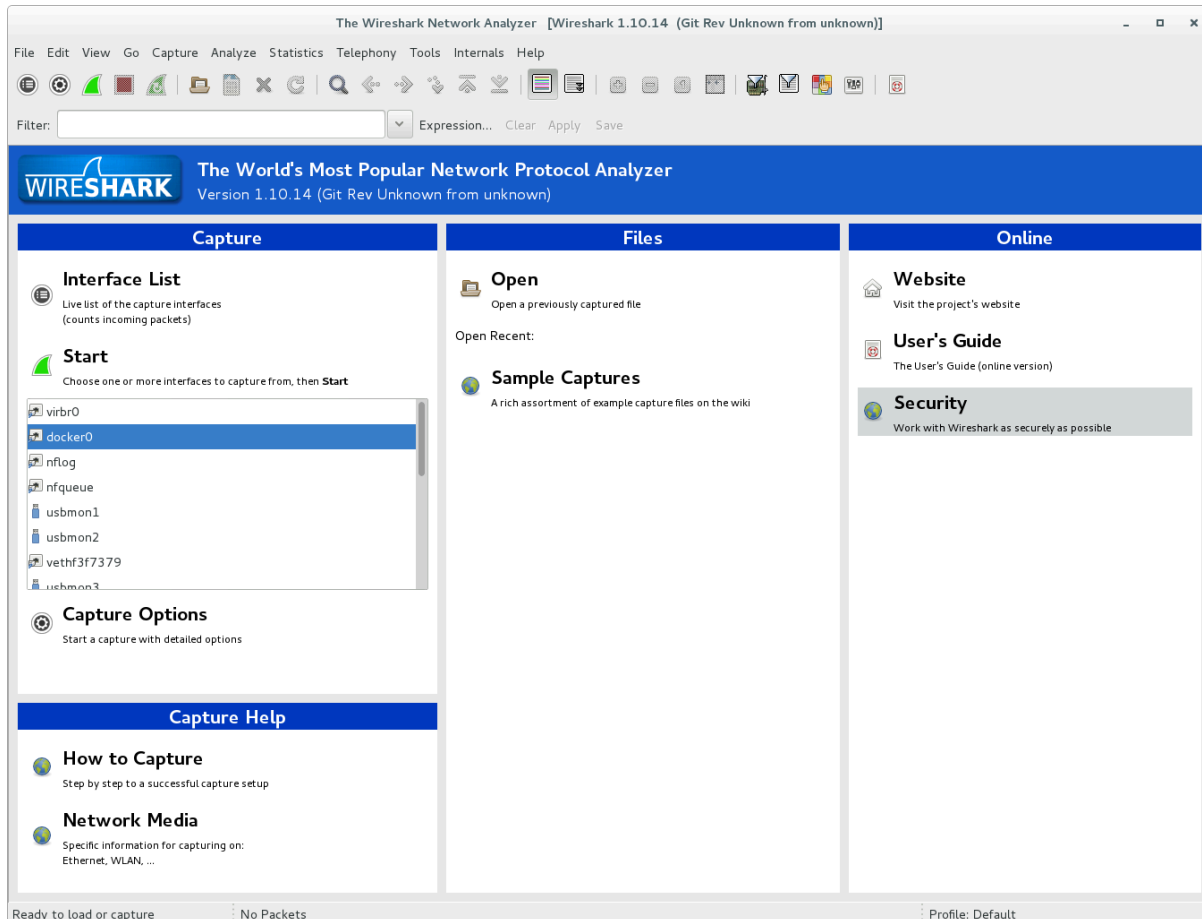 The Wireshark Network Analyzer [Wireshark 1.10.14 (Git Rev Unknown from unknown)]
File Edit View Go Capture Analyze Statistics Telephony Tools Internals Help
Filter: Expression... Clear Apply Save
WIRESHARK
The World's Most Popular Network Protocol Analyzer
Version 1.10.14 (Git Rev Unknown from unknown)
Capture
Interface List
Live list of the capture interfaces
(counts incoming packets)
Start
Choose one or more interfaces to capture from, then Start
virbr0
docker0
nflog
nfqueue
usbmon1
usbmon2
vethf3f7379
usbmon3
Capture Options
Start a capture with detailed options
Capture Help
How to Capture
Step by step to a successful capture setup
Network Media
Specific information for capturing on:
Ethernet, WLAN, ...
Files
Open
Open a previously captured file
Open Recent:
Sample Captures
A rich assortment of example capture files on the wiki
Online
Website
Visit the project's website
User's Guide
The User's Guide (online version)
Security
Work with Wireshark as securely as possible
Ready to load or capture
No Packets
Profile: Default